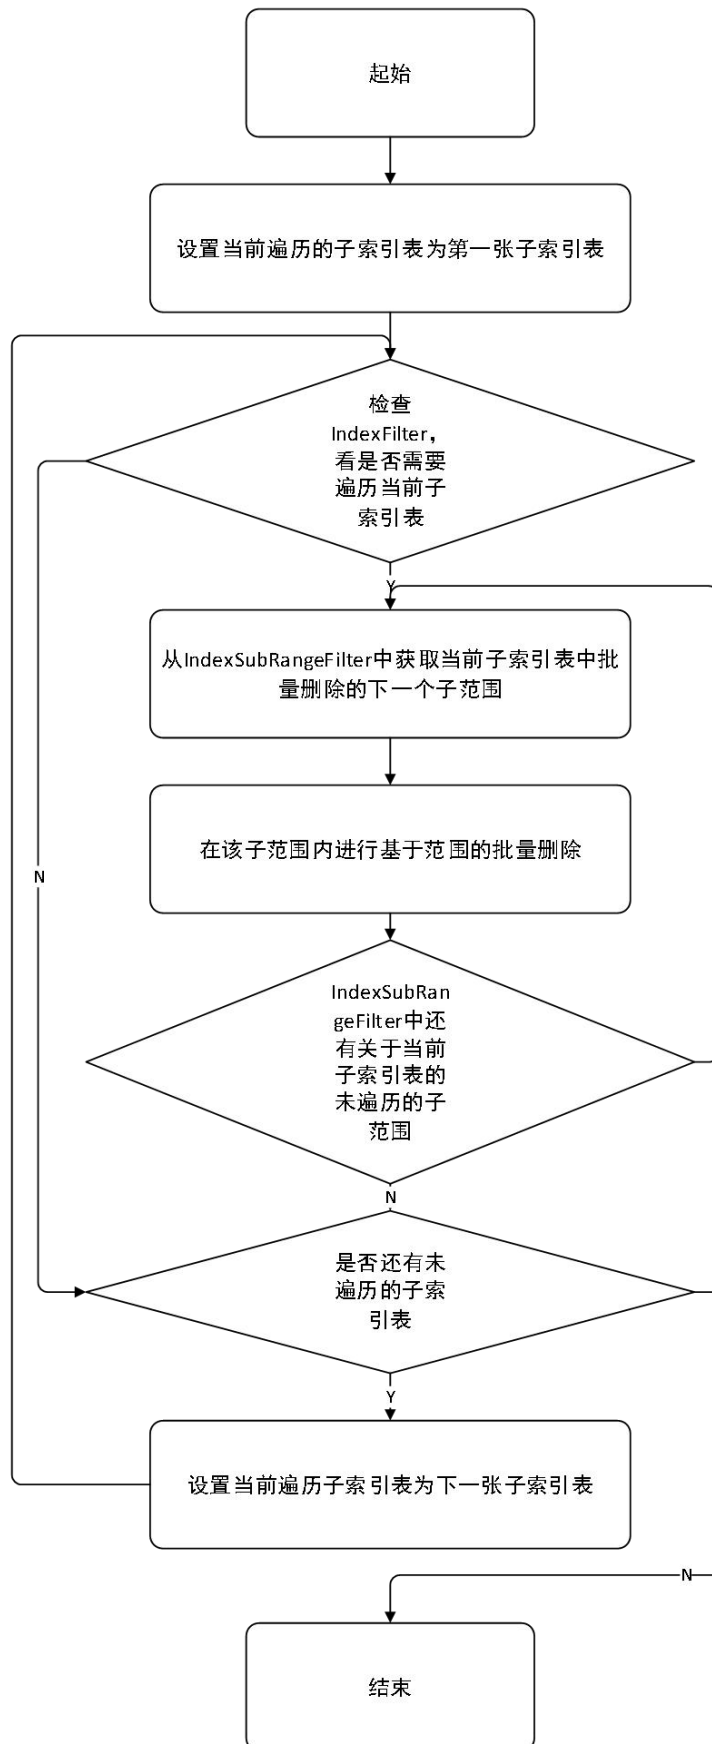 起始
设置当前遍历的子索引表为第一张子索引表
检查
IndexFilter,
看是否需要
遍历当前子
索引表
Y
从IndexSubRangeFilter中获取当前子索引表中批
量删除的下一个子范围
在该子范围内进行基于范围的批量删除
N
IndexSubRan
geFilter中还
有关于当前
子索引表的
未遍历的子
范围
N
是否还有未
遍历的子索
引表
Y
设置当前遍历子索引表为下一张子索引表
N
结束